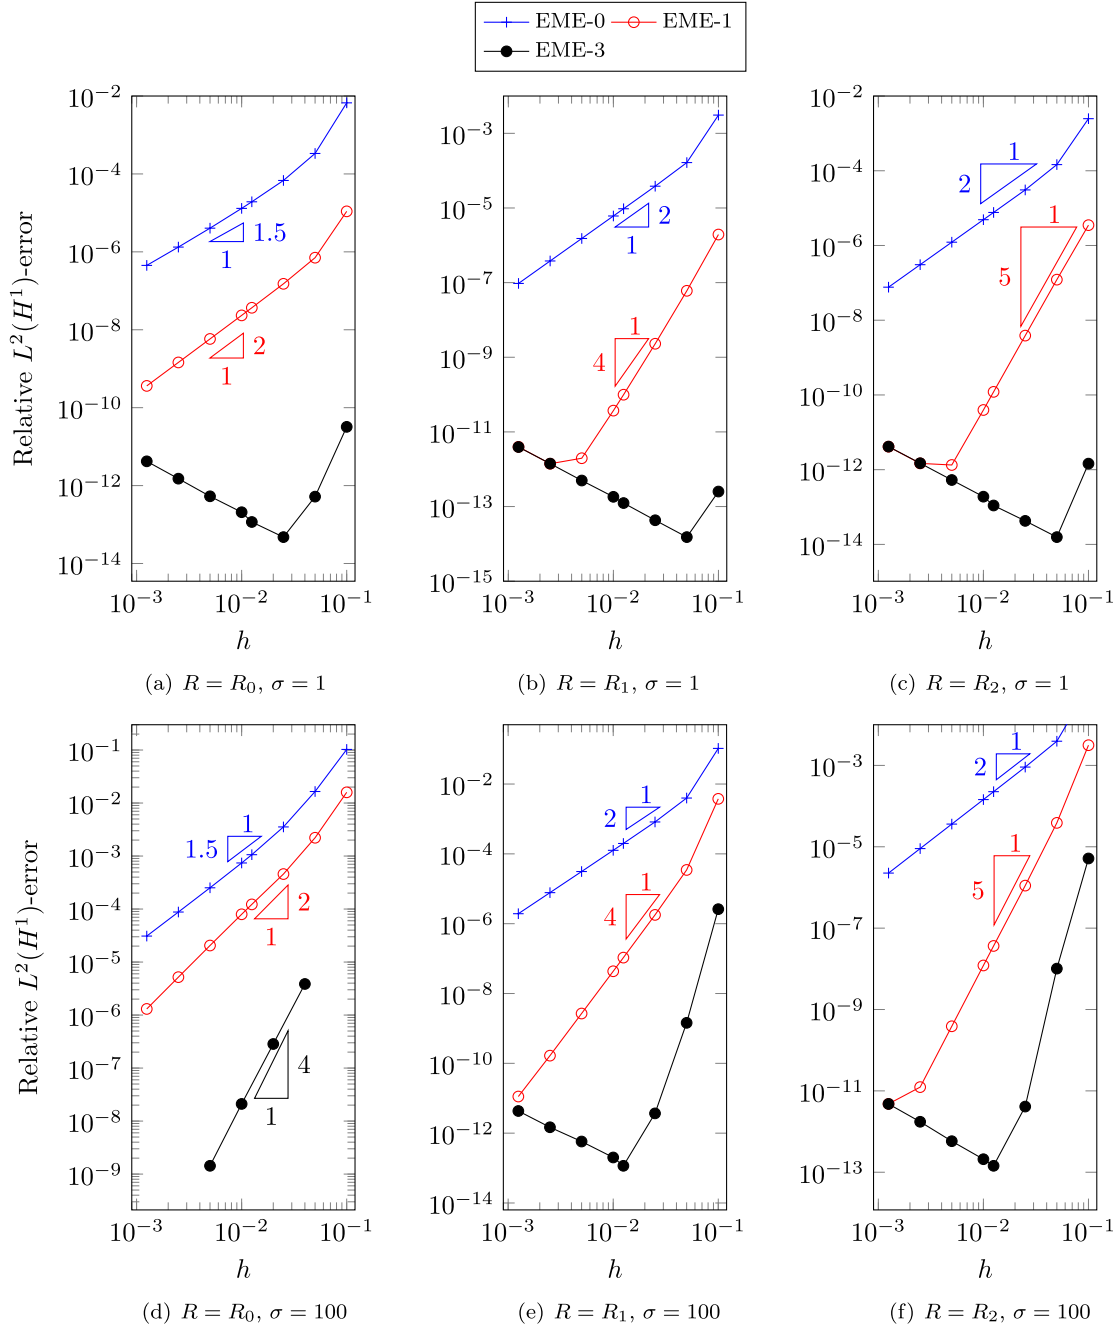 EME-0 EME-1
EME-3
Relative L²(H¹)-error
10⁻² 10⁻⁴ 10⁻⁶ 10⁻⁸ 10⁻¹⁰ 10⁻¹² 10⁻¹⁴
1.5
1
2
1
10⁻³ 10⁻² 10⁻¹
h
(a) R = R₀, σ = 1
10⁻³ 10⁻⁵ 10⁻⁷ 10⁻⁹ 10⁻¹¹ 10⁻¹³ 10⁻¹⁵
2
1
1
4
10⁻³ 10⁻² 10⁻¹
h
(b) R = R₁, σ = 1
10⁻² 10⁻⁴ 10⁻⁶ 10⁻⁸ 10⁻¹⁰ 10⁻¹² 10⁻¹⁴
1
2
1
5
10⁻³ 10⁻² 10⁻¹
h
(c) R = R₂, σ = 1
Relative L²(H¹)-error
10⁻¹ 10⁻² 10⁻³ 10⁻⁴ 10⁻⁵ 10⁻⁶ 10⁻⁷ 10⁻⁸ 10⁻⁹
1
1.5
2
1
4
1
10⁻³ 10⁻² 10⁻¹
h
(d) R = R₀, σ = 100
10⁻² 10⁻⁴ 10⁻⁶ 10⁻⁸ 10⁻¹⁰ 10⁻¹² 10⁻¹⁴
1
2
1
4
10⁻³ 10⁻² 10⁻¹
h
(e) R = R₁, σ = 100
10⁻³ 10⁻⁵ 10⁻⁷ 10⁻⁹ 10⁻¹¹ 10⁻¹³
1
2
1
5
10⁻³ 10⁻² 10⁻¹
h
(f) R = R₂, σ = 100